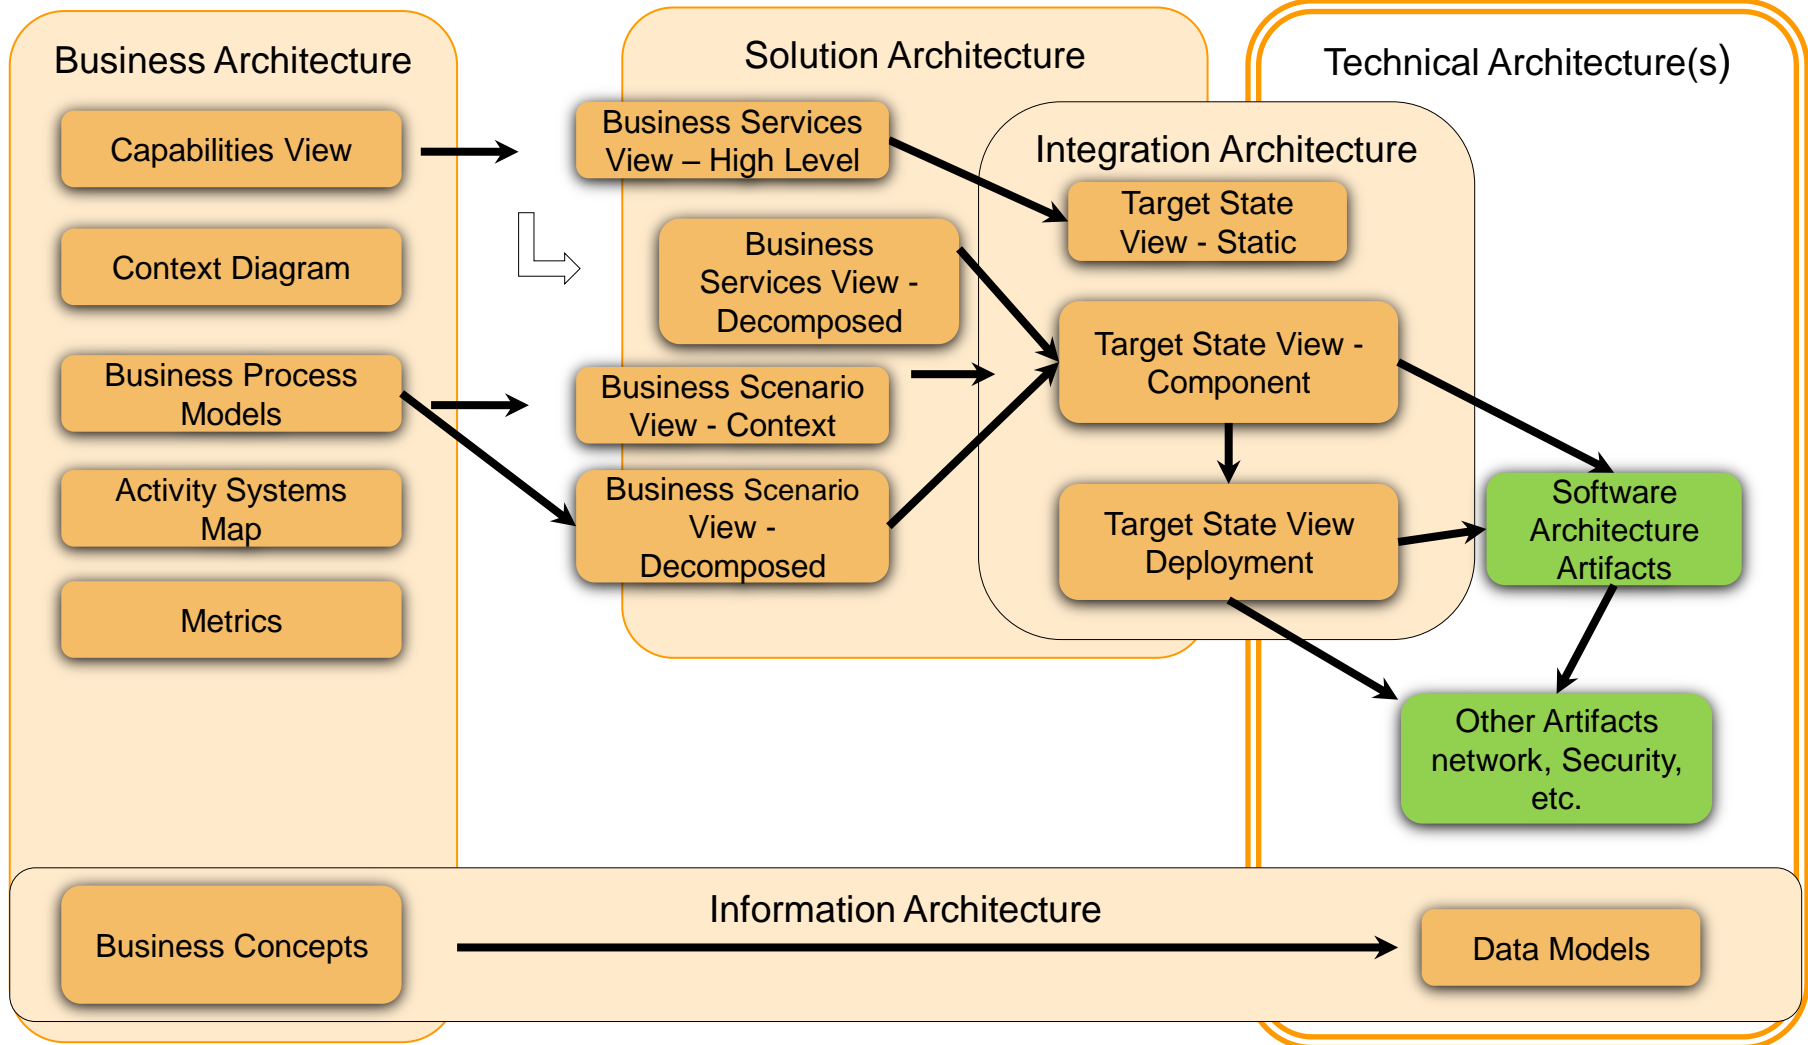 Business Architecture
Capabilities View
Context Diagram
Business Process
Models
Activity Systems
Map
Metrics
Solution Architecture
Business Services
View – High Level
Business
Services View -
Decomposed
Business Scenario
View - Context
Business Scenario
View -
Decomposed
Integration Architecture
Target State
View - Static
Target State View -
Component
Target State View
Deployment
Technical Architecture(s)
Software
Architecture
Artifacts
Other Artifacts
network, Security,
etc.
Information Architecture
Business Concepts
Data Models